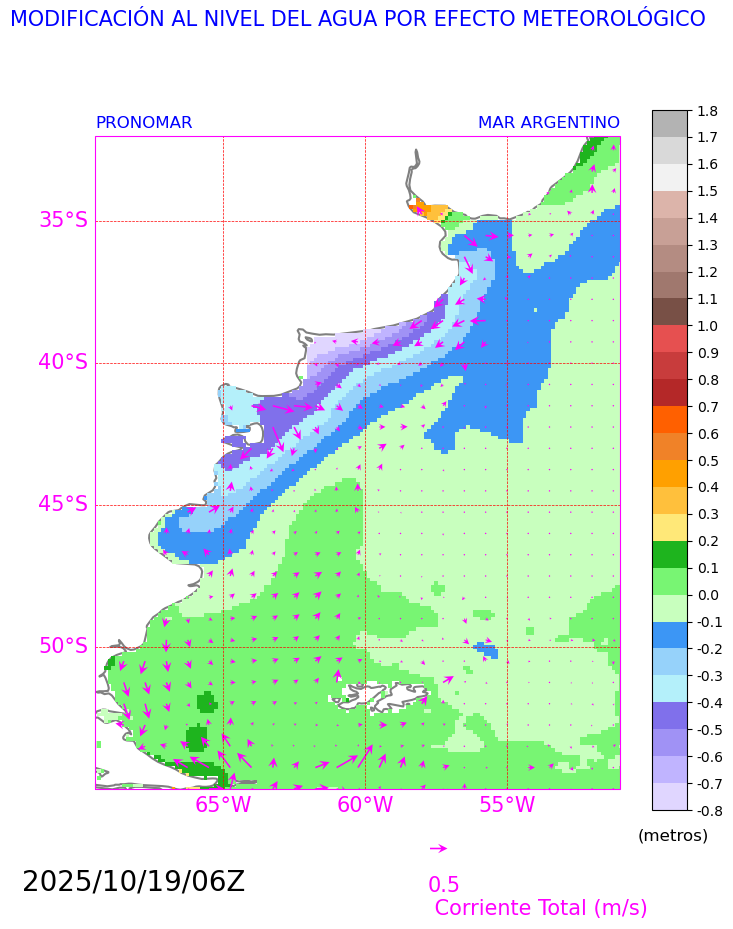 MODIFICACIÓN AL NIVEL DEL AGUA POR EFECTO METEOROLÓGICO
PRONOMAR MAR ARGENTINO
35°S
40°S
45°S
50°S
65°W 60°W 55°W
1.8
1.7
1.6
1.5
1.4
1.3
1.2
1.1
1.0
0.9
0.8
0.7
0.6
0.5
0.4
0.3
0.2
0.1
0.0
-0.1
-0.2
-0.3
-0.4
-0.5
-0.6
-0.7
-0.8
(metros)
2025/10/19/06Z
0.5
Corriente Total (m/s)